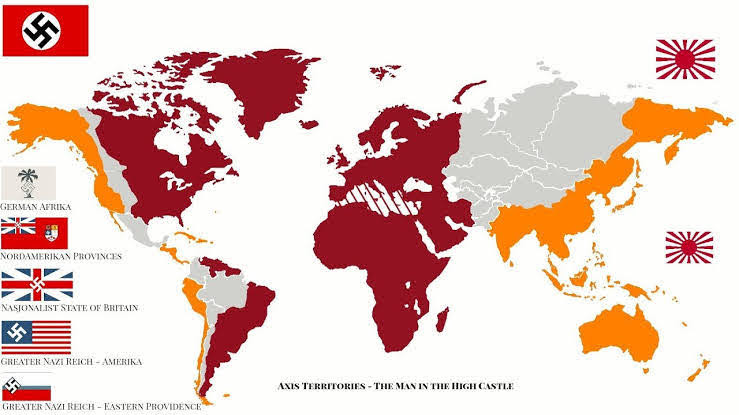 German Afrika
Nordamerikan Provinces
Nasjonalist State of Britain
Greater Nazi Reich - Amerika
Greater Nazi Reich - Eastern Providence
Axis Territories - The Man in the High Castle